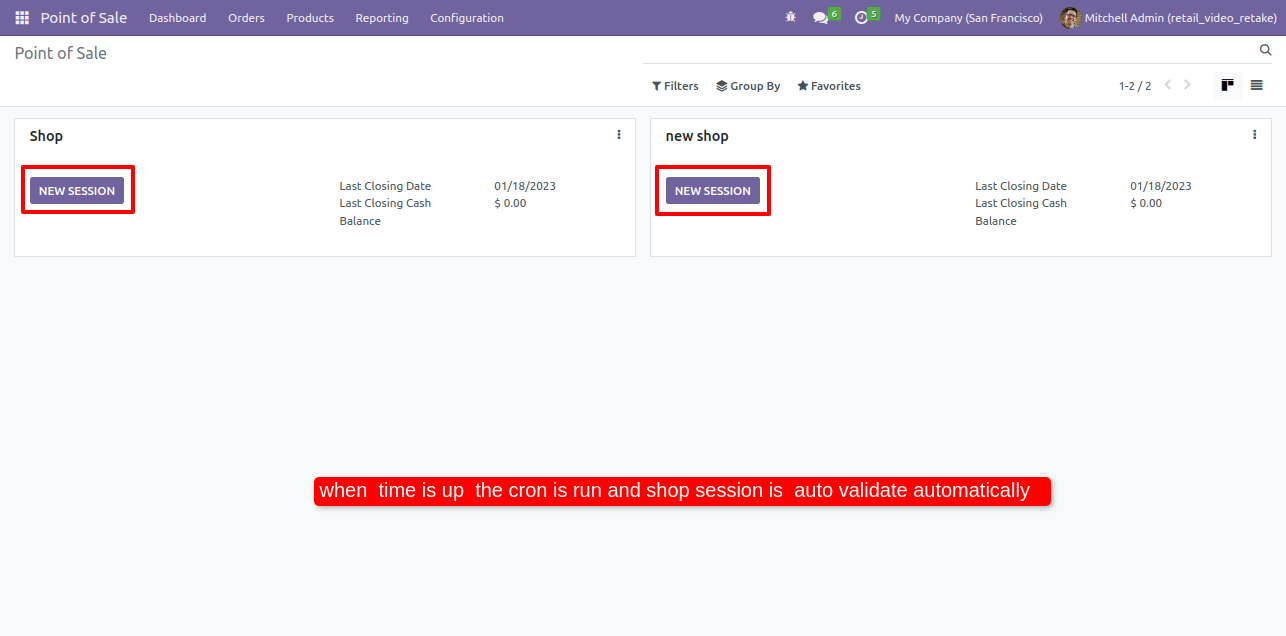 Point of Sale Dashboard Orders Products Reporting Configuration 6 5 My Company (San Francisco) Mitchell Admin (retail_video_retake)
Point of Sale
Filters Group By Favorites 1-2 / 2
Shop
NEW SESSION
Last Closing Date 01/18/2023
Last Closing Cash $ 0.00
Balance
new shop
NEW SESSION
Last Closing Date 01/18/2023
Last Closing Cash $ 0.00
Balance
when  time is up  the cron is run and shop session is  auto validate automatically